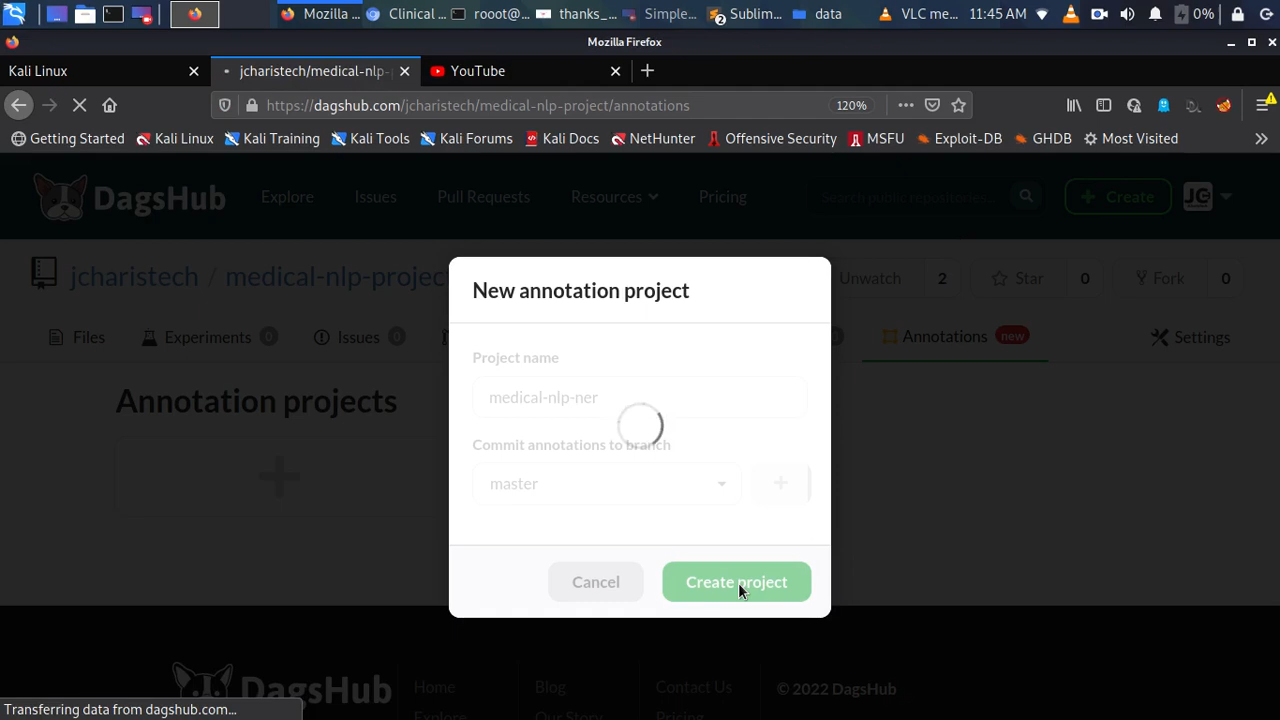 Mozilla ...
Clinical ...
rooot@...
thanks_...
Simple...
2
Sublim...
data
VLC me...
11:45 AM
0%
Mozilla Firefox
Kali Linux
jcharistech/medical-nlp-
YouTube
https://dagshub.com/jcharistech/medical-nlp-project/annotations
120%
Getting Started
Kali Linux
Kali Training
Kali Tools
Kali Forums
Kali Docs
NetHunter
Offensive Security
MSFU
Exploit-DB
GHDB
Most Visited
DagsHub
Explore
Issues
Pull Requests
Resources
Pricing
Search public repositories...
Create
JC
jcharistech / medical-nlp-project
Unwatch
2
Star
0
Fork
0
Files
Experiments 0
Issues 0
Annotations new
Settings
Annotation projects
New annotation project
Project name
medical-nlp-ner
Commit annotations to branch
master
Cancel
Create project
DagsHub
Home
Blog
Contact Us
© 2022 DagsHub
Explore
Our Story
Pricing
Transferring data from dagshub.com...